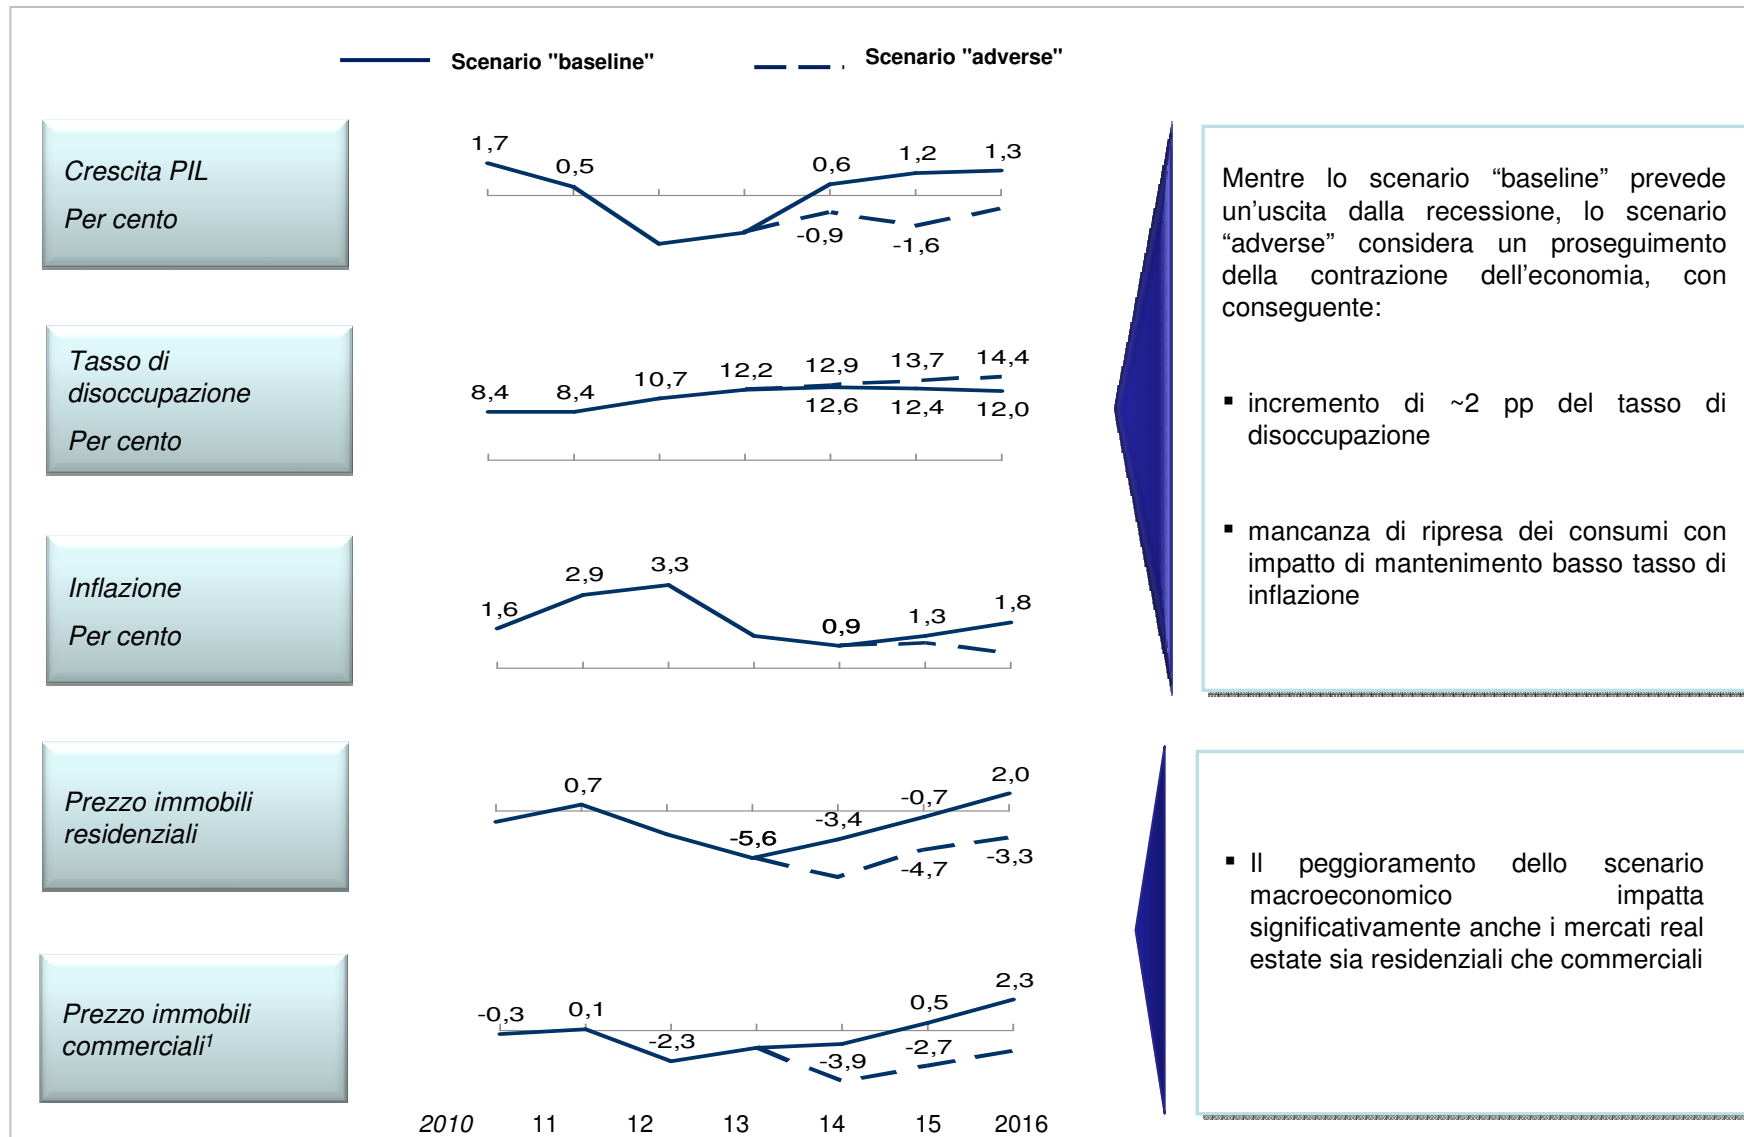 Scenario "baseline"
Scenario "adverse"
Crescita PIL
Per cento
1,7
0,5
0,6
1,2
1,3
-0,9
-1,6
Tasso di
disoccupazione
Per cento
8,4
8,4
10,7
12,2
12,9
13,7
14,4
12,6
12,4
12,0
Inflazione
Per cento
1,6
2,9
3,3
0,9
1,3
1,8
Mentre lo scenario “baseline” prevede
un’uscita dalla recessione, lo scenario
“adverse” considera un proseguimento
della contrazione dell’economia, con
conseguente:
▪ incremento di ~2 pp del tasso di
disoccupazione
▪ mancanza di ripresa dei consumi con
impatto di mantenimento basso tasso di
inflazione
Prezzo immobili
residenziali
0,7
-5,6
-3,4
-0,7
2,0
-4,7
-3,3
Prezzo immobili
commerciali¹
-0,3
0,1
-2,3
-3,9
0,5
2,3
-2,7
2010 11 12 13 14 15 2016
▪ Il peggioramento dello scenario
macroeconomico impatta
significativamente anche i mercati real
estate sia residenziali che commerciali